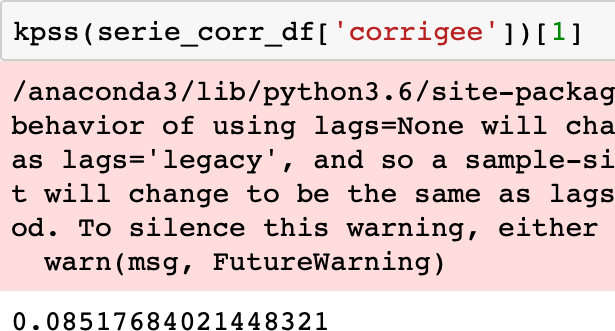 kpss(serie_corr_df['corrigee'])[1]
/anaconda3/lib/python3.6/site-packag
behavior of using lags=None will cha
as lags='legacy', and so a sample-si
t will change to be the same as lags
od. To silence this warning, either
warn(msg, FutureWarning)
0.08517684021448321